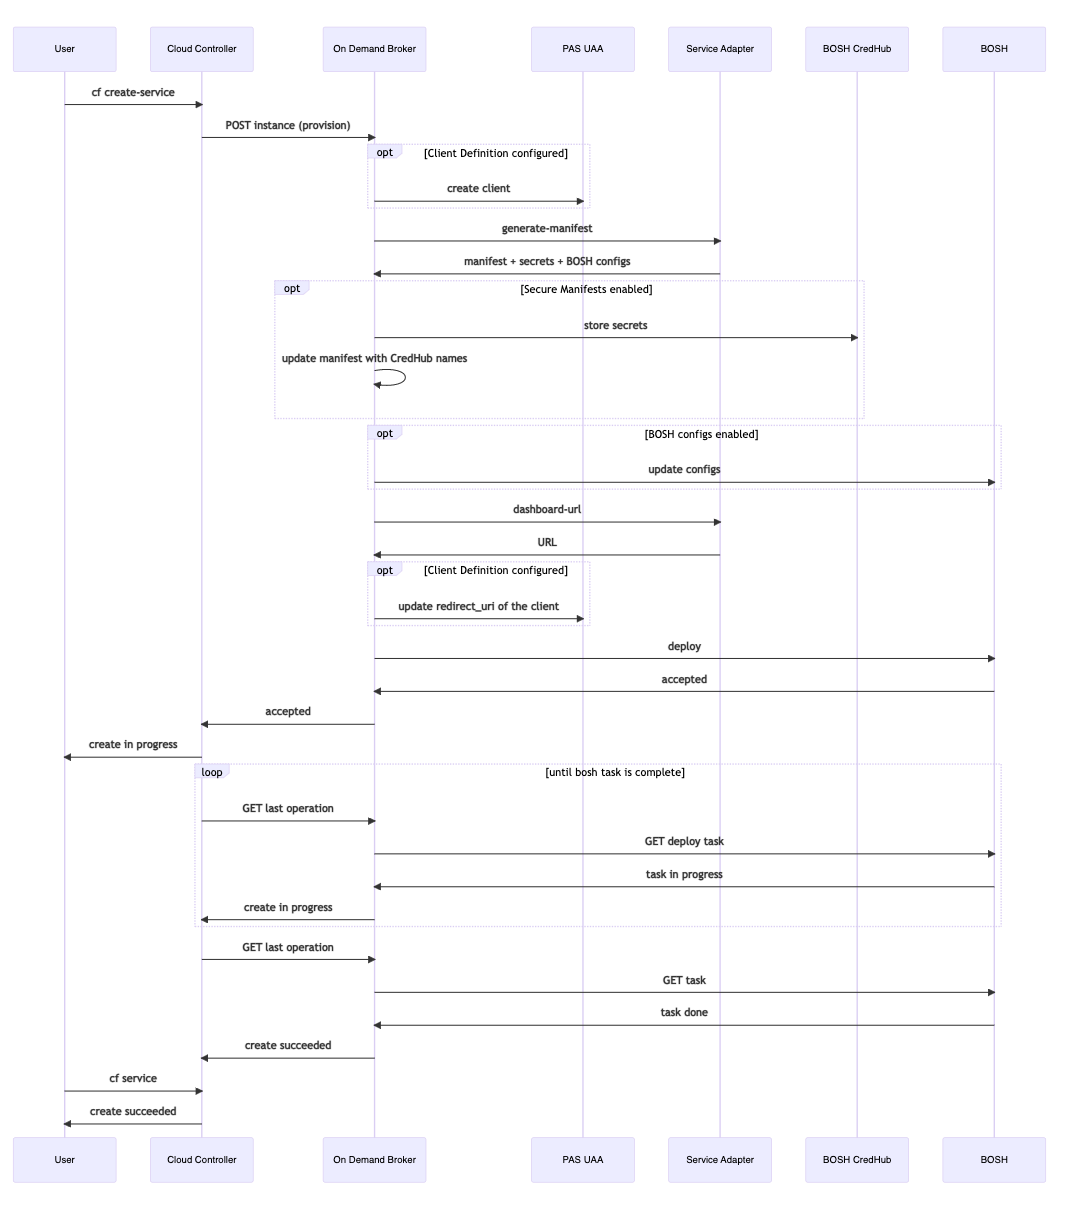 User
Cloud Controller
On Demand Broker
PAS UAA
Service Adapter
BOSH CredHub
BOSH
cf create-service
POST instance (provision)
opt
[Client Definition configured]
create client
generate-manifest
manifest + secrets + BOSH configs
opt
[Secure Manifests enabled]
store secrets
update manifest with CredHub names
opt
[BOSH configs enabled]
update configs
dashboard-url
URL
opt
[Client Definition configured]
update redirect_uri of the client
deploy
accepted
accepted
create in progress
loop
[until bosh task is complete]
GET last operation
GET deploy task
task in progress
create in progress
GET last operation
GET task
task done
create succeeded
cf service
create succeeded
User
Cloud Controller
On Demand Broker
PAS UAA
Service Adapter
BOSH CredHub
BOSH